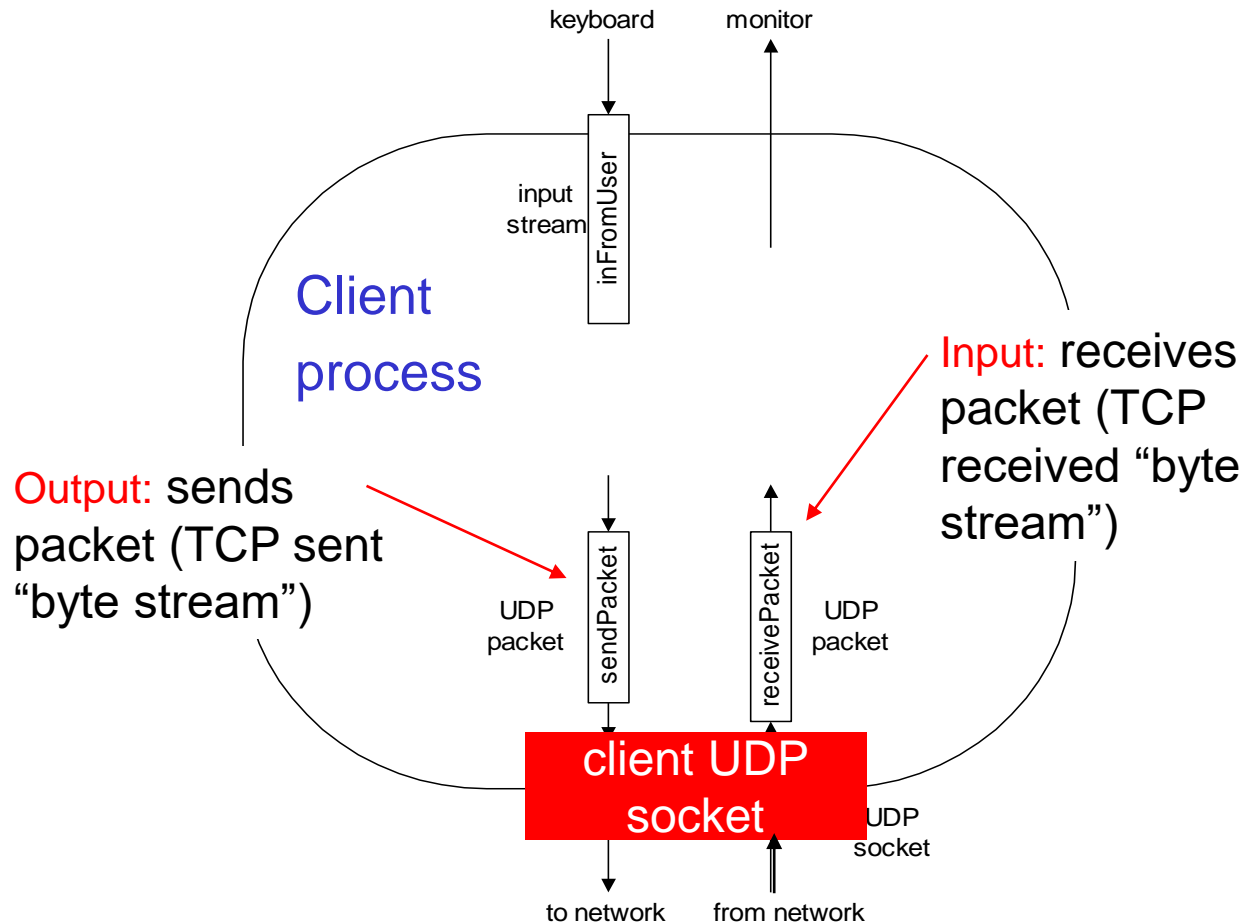 keyboard
monitor
input
stream
inFromUser
Client
process
Input: receives
packet (TCP
received “byte
stream”)
Output: sends
packet (TCP sent
“byte stream”)
UDP
packet
sendPacket
receivePacket
UDP
packet
client UDP
socket
UDP
socket
to network
from network